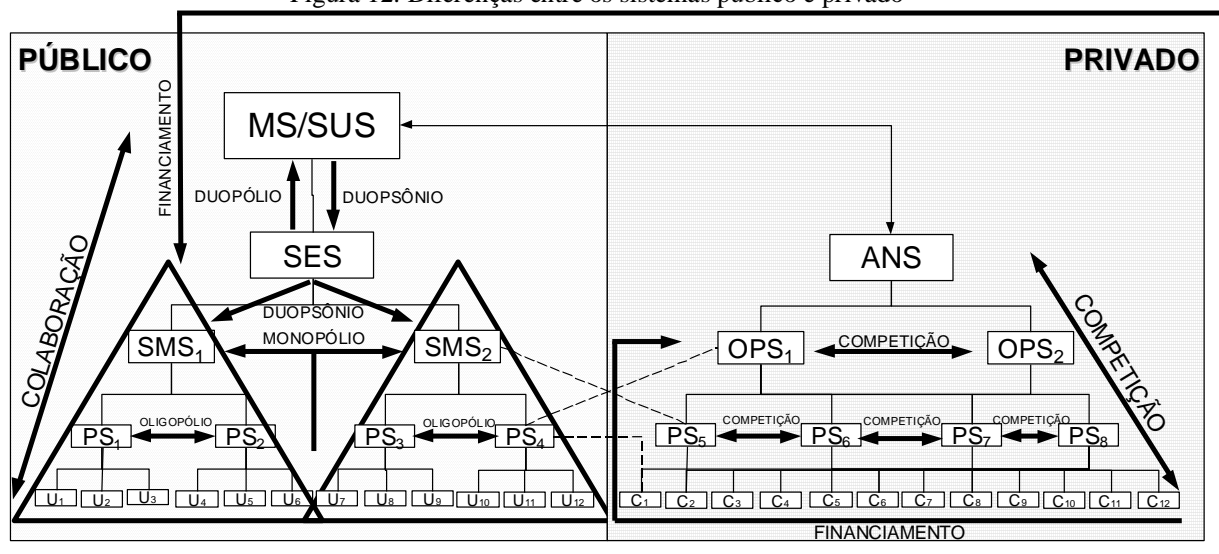 Figura 12: Diferenças entre os sistemas público e privado
PÚBLICO
PRIVADO
FINANCIAMENTO
MS/SUS
COLABORAÇÃO
DUOPÓLIO
DUOPSÔNIO
SES
ANS
DUOPSÔNIO
MONOPÓLIO
SMS1
SMS2
OPS1
COMPETIÇÃO
OPS2
COMPETIÇÃO
PS1
OLIGOPÓLIO
PS2
PS3
OLIGOPÓLIO
PS4
PS5
COMPETIÇÃO
PS6
COMPETIÇÃO
PS7
COMPETIÇÃO
PS8
U1 U2 U3 U4 U5 U6 U7 U8 U9 U10 U11 U12
C1 C2 C3 C4 C5 C6 C7 C8 C9 C10 C11 C12
FINANCIAMENTO